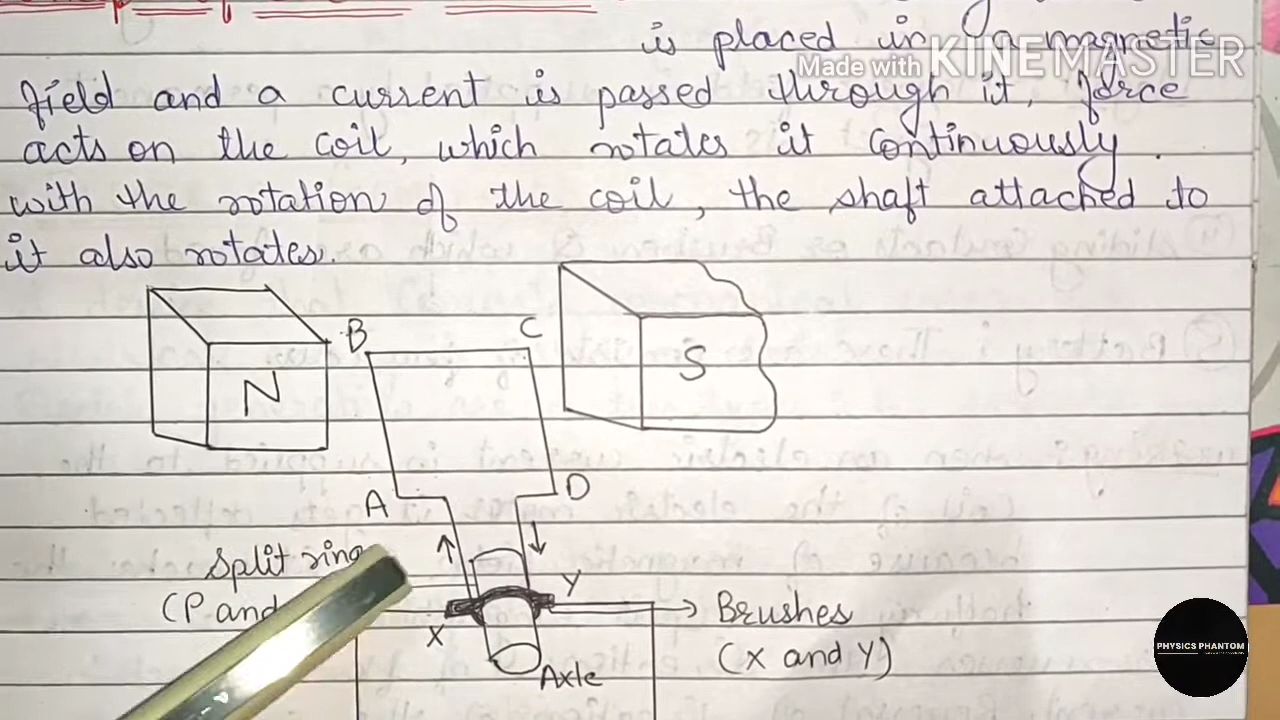 is placed in a magnetic
Made with KINEMASTER
field and a current is passed through it, force
acts on the coil, which rotates it continuously.
with the rotation of the coil, the shaft attached to
it also rotates.
B
C
N
S
A
D
Split ring
(P and
Y
X
Brushes
(X and Y)
Axle
PHYSICS PHANTOM